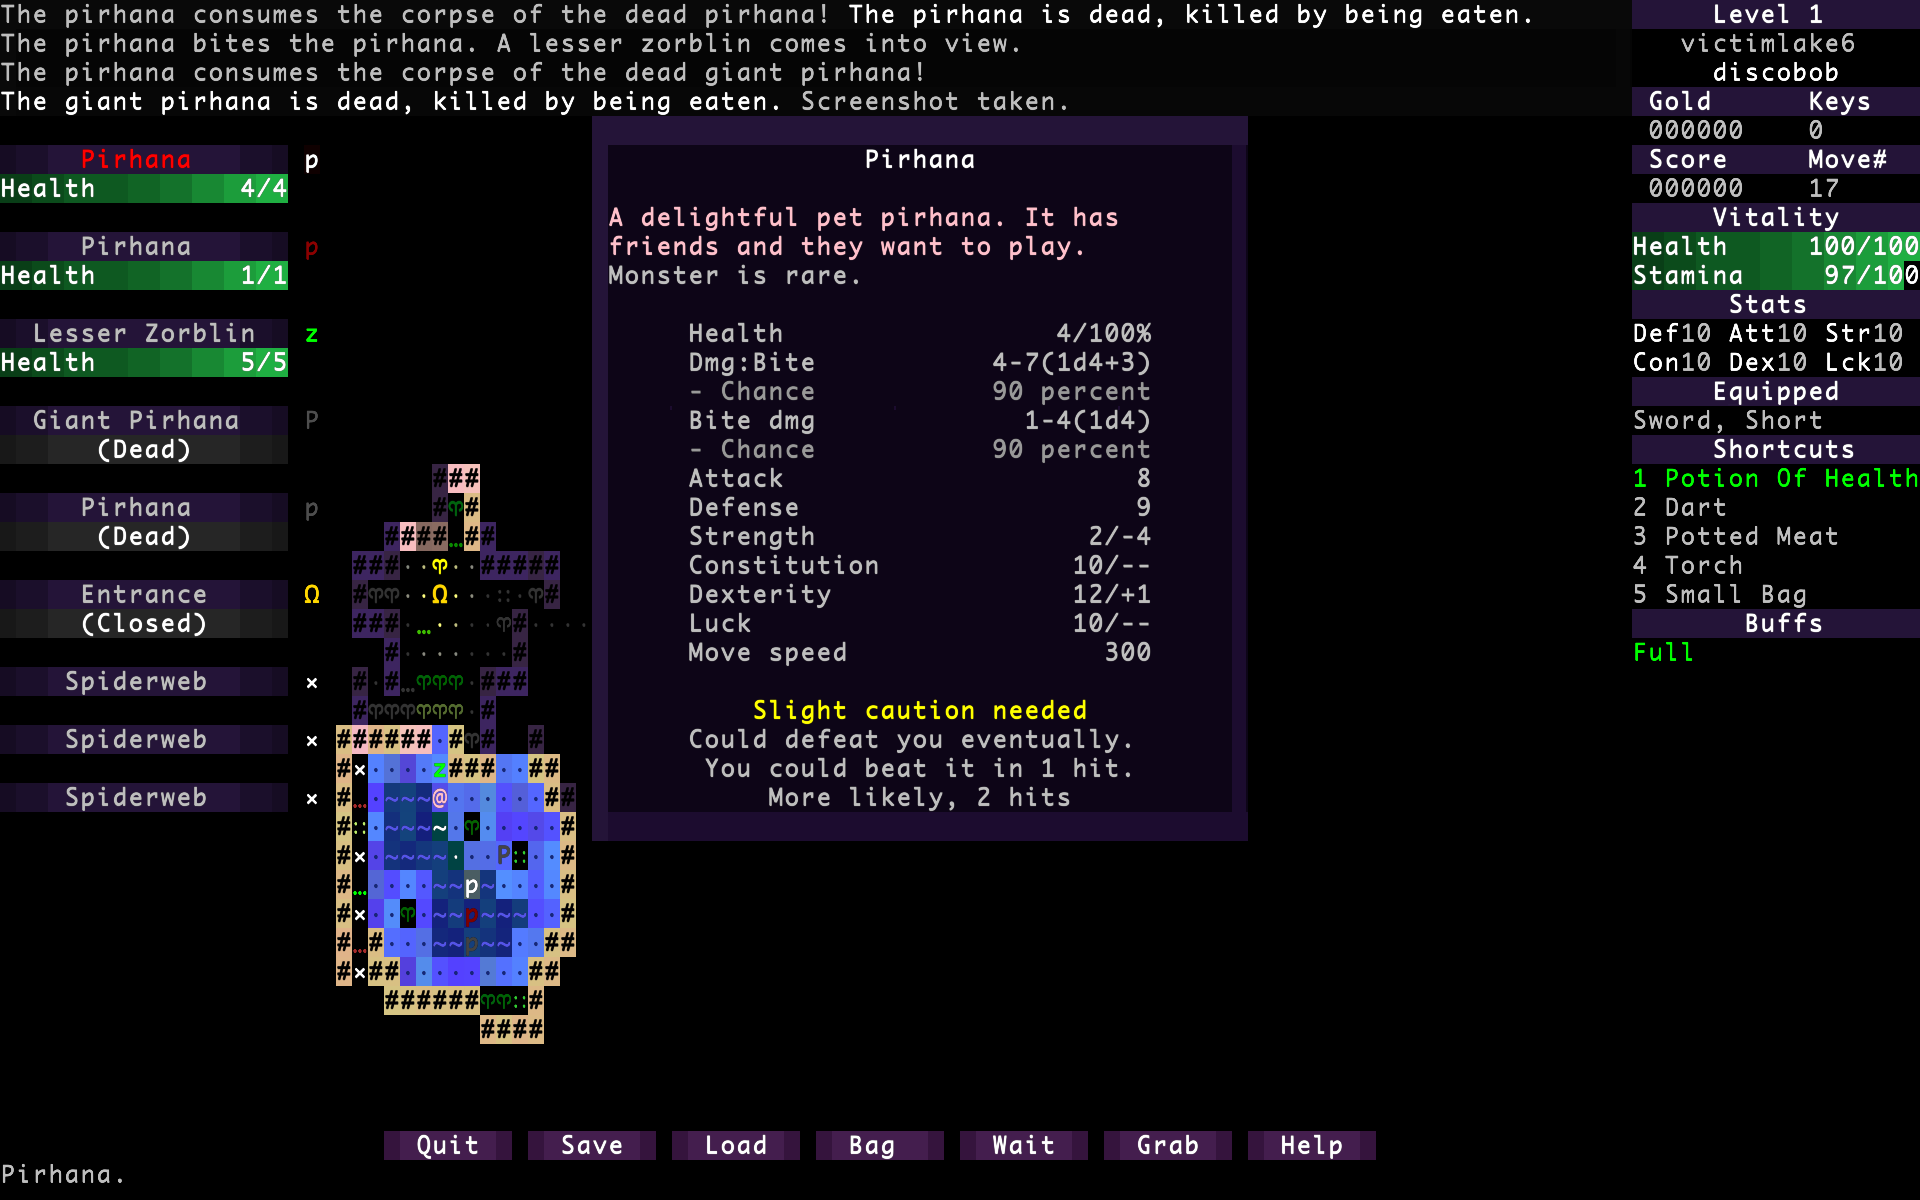 The pirhana consumes the corpse of the dead pirhana! The pirhana is dead, killed by being eaten.
The pirhana bites the pirhana. A lesser zorblin comes into view.
The pirhana consumes the corpse of the dead giant pirhana!
The giant pirhana is dead, killed by being eaten. Screenshot taken.
Pirhana p
Health 4/4
Pirhana p
Health 1/1
Lesser Zorblin z
Health 5/5
Giant Pirhana P
(Dead)
Pirhana p
(Dead)
Entrance Ω
(Closed)
Spiderweb ×
Spiderweb ×
Spiderweb ×
Pirhana
A delightful pet pirhana. It has
friends and they want to play.
Monster is rare.
Health 4/100%
Dmg:Bite 4-7(1d4+3)
- Chance 90 percent
Bite dmg 1-4(1d4)
- Chance 90 percent
Attack 8
Defense 9
Strength 2/-4
Constitution 10/--
Dexterity 12/+1
Luck 10/--
Move speed 300
Slight caution needed
Could defeat you eventually.
You could beat it in 1 hit.
More likely, 2 hits
Level 1
victimlake6
discobob
Gold Keys
000000 0
Score Move#
000000 17
Vitality
Health 100/100
Stamina 97/100
Stats
Def10 Att10 Str10
Con10 Dex10 Lck10
Equipped
Sword, Short
Shortcuts
1 Potion Of Health
2 Dart
3 Potted Meat
4 Torch
5 Small Bag
Buffs
Full
Quit Save Load Bag Wait Grab Help
Pirhana.